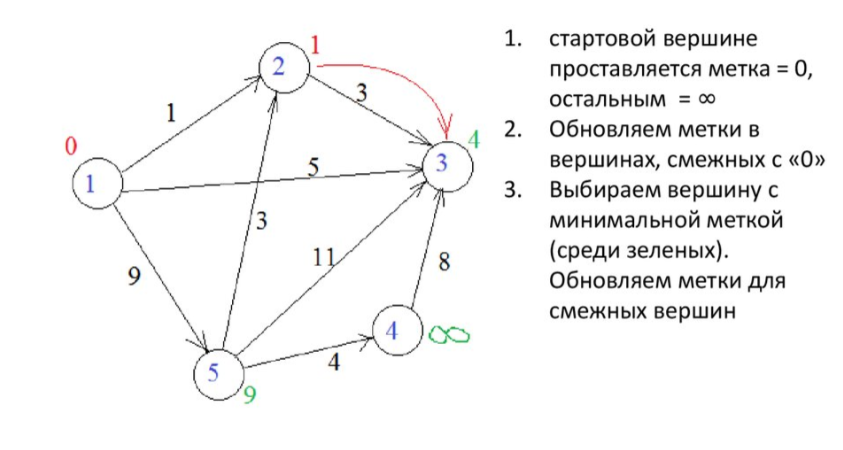 1
2
3
4
5
0
1
4
∞
9
1
3
5
3
9
11
8
4
1. стартовой вершине
проставляется метка = 0,
остальным = ∞
2. Обновляем метки в
вершинах, смежных с «0»
3. Выбираем вершину с
минимальной меткой
(среди зеленых).
Обновляем метки для
смежных вершин